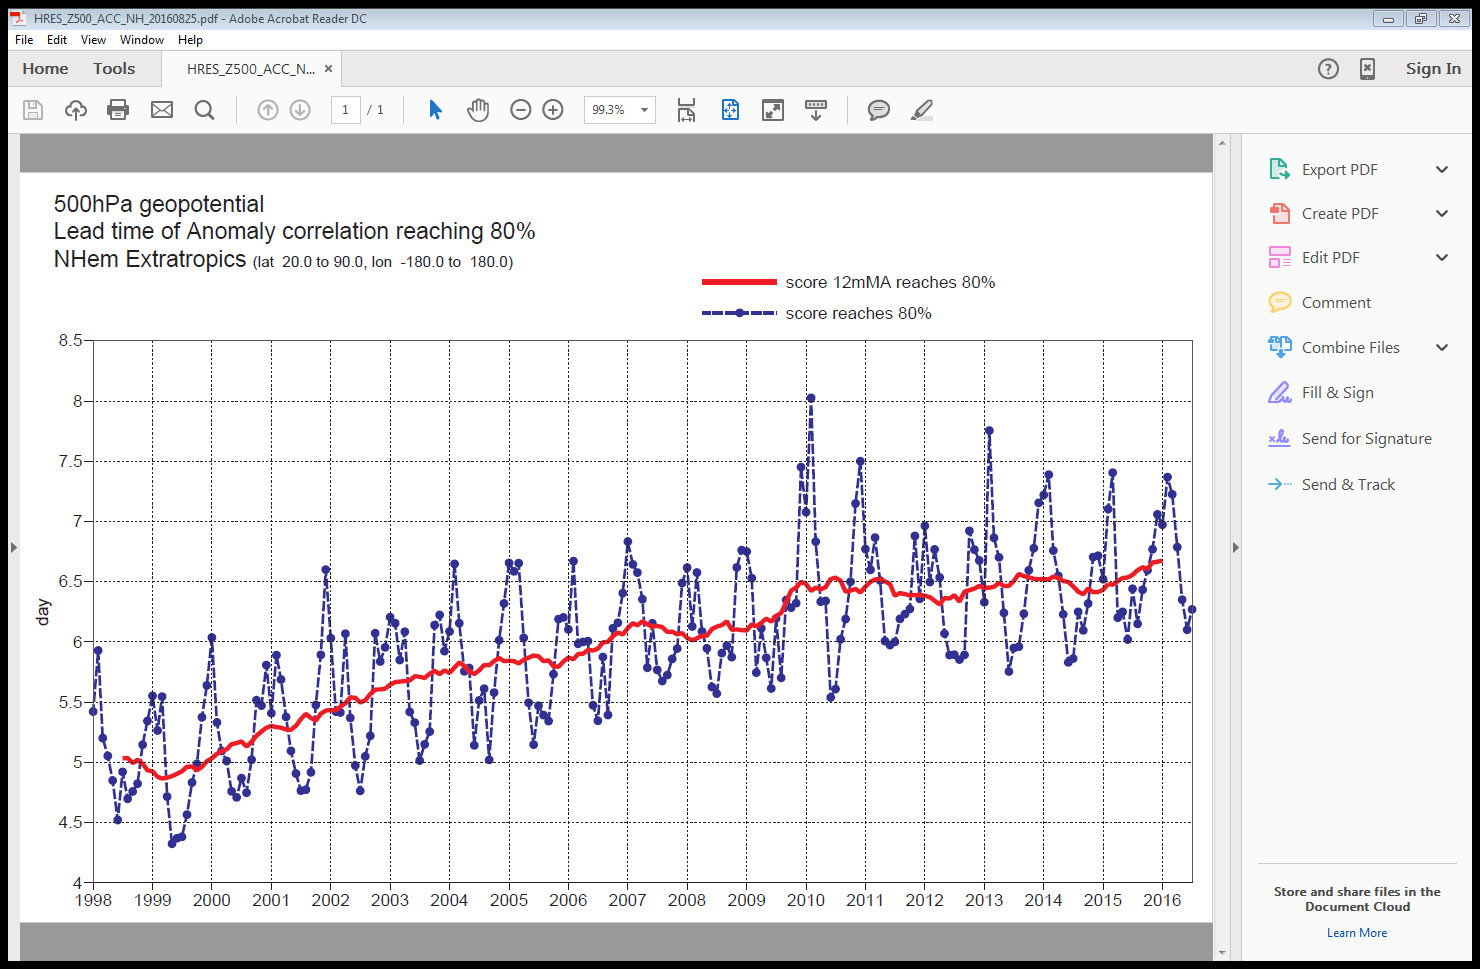 HRES_Z500_ACC_NH_20160825.pdf - Adobe Acrobat Reader DC
File Edit View Window Help
Home Tools HRES_Z500_ACC_N... × Sign In
1 / 1 99.3%
500hPa geopotential
Lead time of Anomaly correlation reaching 80%
NHem Extratropics (lat 20.0 to 90.0, lon -180.0 to 180.0)
score 12mMA reaches 80%
score reaches 80%
8.5
8
7.5
7
6.5
6
5.5
5
4.5
4
day
1998 1999 2000 2001 2002 2003 2004 2005 2006 2007 2008 2009 2010 2011 2012 2013 2014 2015 2016
Export PDF
Create PDF
Edit PDF
Comment
Combine Files
Fill & Sign
Send for Signature
Send & Track
Store and share files in the
Document Cloud
Learn More